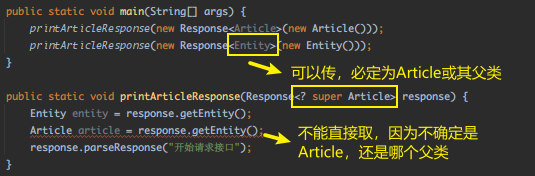 public static void main(String[] args) {
printArticleResponse(new Response<Article>(new Article()));
printArticleResponse(new Response<Entity>(new Entity()));
}
可以传，必定为Article或其父类
public static void printArticleResponse(Response<? super Article> response) {
Entity entity = response.getEntity();
Article article = response.getEntity();
response.parseResponse("开始请求接口");
}
不能直接取，因为不确定是
Article，还是哪个父类